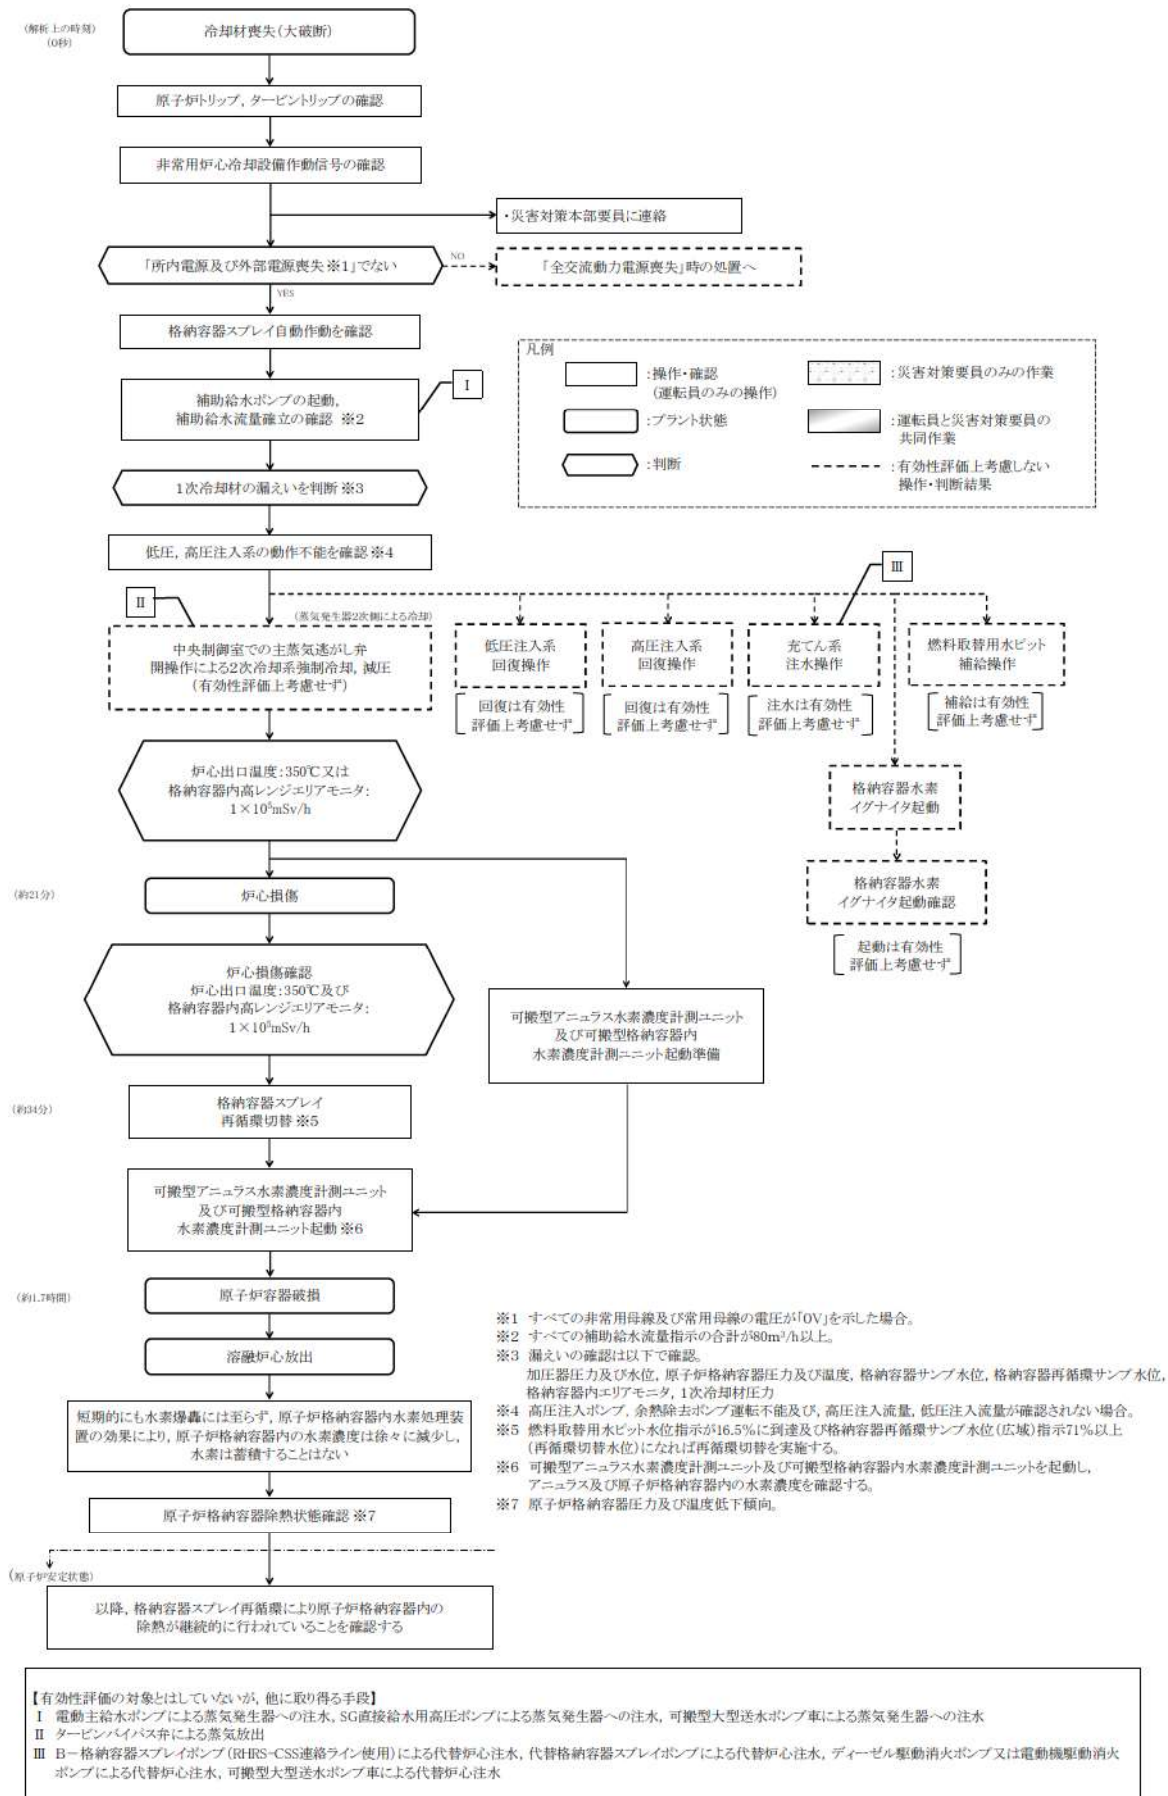 (解析上の時刻)
(0秒)
冷却材喪失(大破断)
原子炉トリップ, タービントリップの確認
非常用炉心冷却設備作動信号の確認
・災害対策本部要員に連絡
「所内電源及び外部電源喪失※1」でない
NO
「全交流動力電源喪失」時の処置へ
YES
格納容器スプレイ自動作動を確認
補助給水ポンプの起動,
補助給水流量確立の確認 ※2
I
凡例
:操作・確認
(運転員のみの操作)
:プラント状態
:判断
:災害対策要員のみの作業
:運転員と災害対策要員の
共同作業
:有効性評価上考慮しない
操作・判断結果
1次冷却材の漏えいを判断※3
低圧, 高圧注入系の動作不能を確認※4
II
(蒸気発生器2次側による冷却)
III
中央制御室での主蒸気逃がし弁
開操作による2次冷却系強制冷却, 減圧
(有効性評価上考慮せず)
低圧注入系
回復操作
回復は有効性
評価上考慮せず
高圧注入系
回復操作
回復は有効性
評価上考慮せず
充てん系
注水操作
注水は有効性
評価上考慮せず
燃料取替用水ピット
補給操作
補給は有効性
評価上考慮せず
炉心出口温度:350℃又は
格納容器内高レンジエリアモニタ:
1×10⁵mSv/h
格納容器水素
イグナイタ起動
格納容器水素
イグナイタ起動確認
起動は有効性
評価上考慮せず
(約21分)
炉心損傷
炉心損傷確認
炉心出口温度:350℃及び
格納容器内高レンジエリアモニタ:
1×10⁵mSv/h
可搬型アニュラス水素濃度計測ユニット
及び可搬型格納容器内
水素濃度計測ユニット起動準備
(約34分)
格納容器スプレイ
再循環切替※5
可搬型アニュラス水素濃度計測ユニット
及び可搬型格納容器内
水素濃度計測ユニット起動※6
(約1.7時間)
原子炉容器破損
溶融炉心放出
短期的にも水素爆轟には至らず, 原子炉格納容器内水素処理装
置の効果により, 原子炉格納容器内の水素濃度は徐々に減少し,
水素は蓄積することはない
原子炉格納容器除熱状態確認 ※7
(原子炉安定状態)
以降, 格納容器スプレイ再循環により原子炉格納容器内の
除熱が継続的に行われていることを確認する
※1 すべての非常用母線及び常用母線の電圧が「0V」を示した場合。
※2 すべての補助給水流量指示の合計が80m³/h以上。
※3 漏えいの確認は以下で確認。
加圧器圧力及び水位, 原子炉格納容器圧力及び温度, 格納容器サンプ水位, 格納容器再循環サンプ水位,
格納容器内エリアモニタ, 1次冷却材圧力
※4 高圧注入ポンプ, 余熱除去ポンプ運転不能及び, 高圧注入流量, 低圧注入流量が確認されない場合。
※5 燃料取替用水ピット水位指示が16.5%に到達及び格納容器再循環サンプ水位(広域)指示71%以上
(再循環切替水位)になれば再循環切替を実施する。
※6 可搬型アニュラス水素濃度計測ユニット及び可搬型格納容器内水素濃度計測ユニットを起動し,
アニュラス及び原子炉格納容器内の水素濃度を確認する。
※7 原子炉格納容器圧力及び温度低下傾向。
【有効性評価の対象とはしていないが, 他に取り得る手段】
I 電動主給水ポンプによる蒸気発生器への注水, SG直接給水用高圧ポンプによる蒸気発生器への注水, 可搬型大型送水ポンプ車による蒸気発生器への注水
II タービンバイパス弁による蒸気放出
III B-格納容器スプレイポンプ(RHRS-CSS連絡ライン使用)による代替炉心注水, 代替格納容器スプレイポンプによる代替炉心注水, ディーゼル駆動消火ポンプ又は電動機駆動消火
ポンプによる代替炉心注水, 可搬型大型送水ポンプ車による代替炉心注水